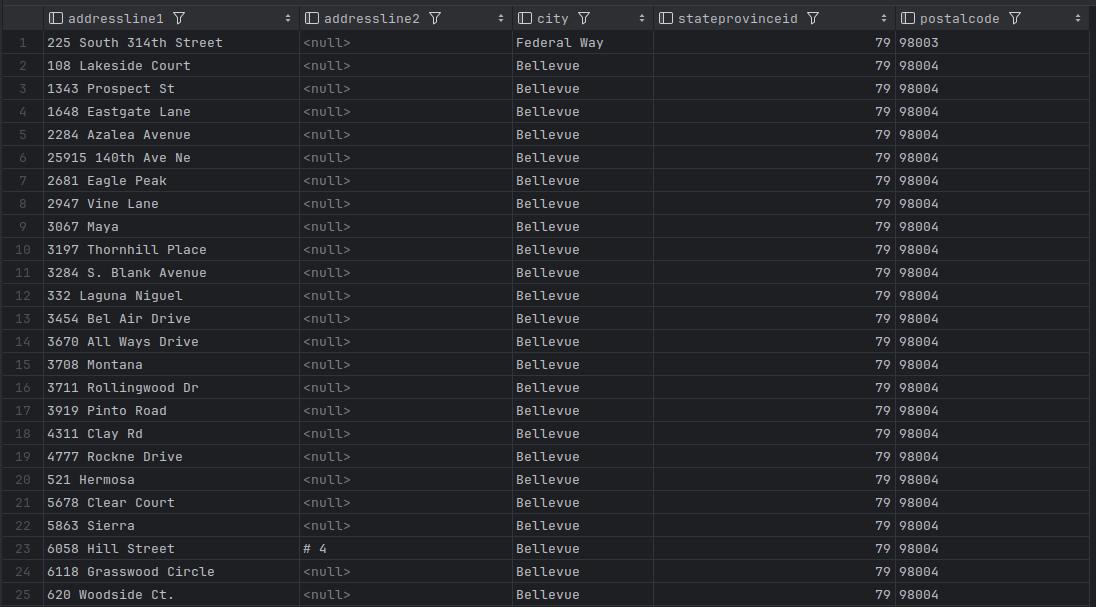 addressline1 addressline2 city stateprovinceid postalcode
1 225 South 314th Street <null> Federal Way 79 98003
2 108 Lakeside Court <null> Bellevue 79 98004
3 1343 Prospect St <null> Bellevue 79 98004
4 1648 Eastgate Lane <null> Bellevue 79 98004
5 2284 Azalea Avenue <null> Bellevue 79 98004
6 25915 140th Ave Ne <null> Bellevue 79 98004
7 2681 Eagle Peak <null> Bellevue 79 98004
8 2947 Vine Lane <null> Bellevue 79 98004
9 3067 Maya <null> Bellevue 79 98004
10 3197 Thornhill Place <null> Bellevue 79 98004
11 3284 S. Blank Avenue <null> Bellevue 79 98004
12 332 Laguna Niguel <null> Bellevue 79 98004
13 3454 Bel Air Drive <null> Bellevue 79 98004
14 3670 All Ways Drive <null> Bellevue 79 98004
15 3708 Montana <null> Bellevue 79 98004
16 3711 Rollingwood Dr <null> Bellevue 79 98004
17 3919 Pinto Road <null> Bellevue 79 98004
18 4311 Clay Rd <null> Bellevue 79 98004
19 4777 Rockne Drive <null> Bellevue 79 98004
20 521 Hermosa <null> Bellevue 79 98004
21 5678 Clear Court <null> Bellevue 79 98004
22 5863 Sierra <null> Bellevue 79 98004
23 6058 Hill Street # 4 Bellevue 79 98004
24 6118 Grasswood Circle <null> Bellevue 79 98004
25 620 Woodside Ct. <null> Bellevue 79 98004